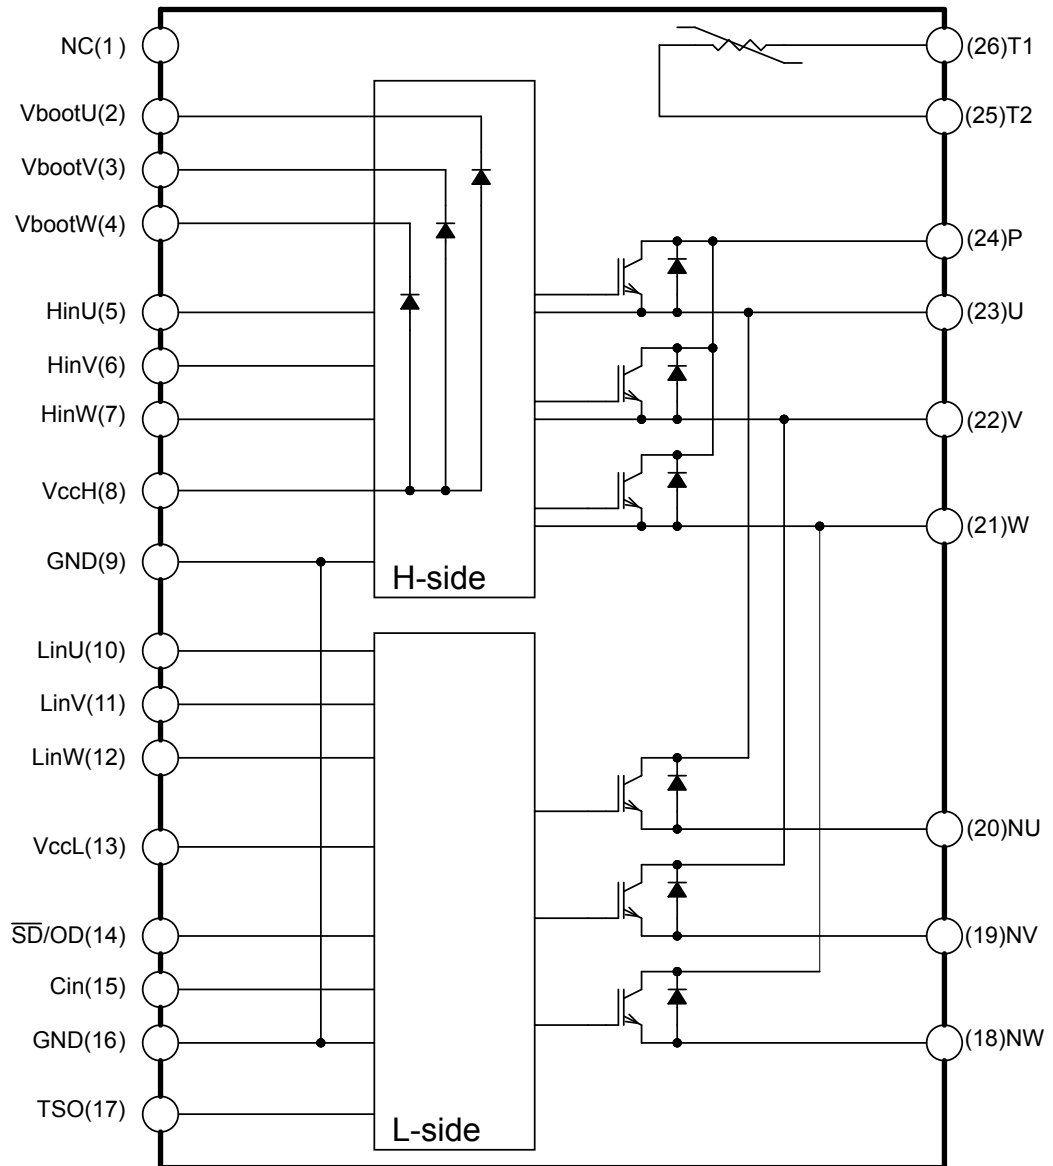 NC(1)
VbootU(2)
VbootV(3)
VbootW(4)
HinU(5)
HinV(6)
HinW(7)
VccH(8)
GND(9)
LinU(10)
LinV(11)
LinW(12)
VccL(13)
S̅D̅/OD(14)
Cin(15)
GND(16)
TSO(17)
H-side
L-side
(26)T1
(25)T2
(24)P
(23)U
(22)V
(21)W
(20)NU
(19)NV
(18)NW